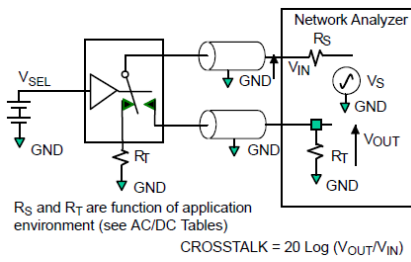 Network Analyzer
RS
VSEL
GND
VIN
VS
GND
GND
RT
GND
VOUT
RT
GND
GND
RS and RT are function of application
environment (see AC/DC Tables)
CROSSTALK = 20 Log (VOUT/VIN)